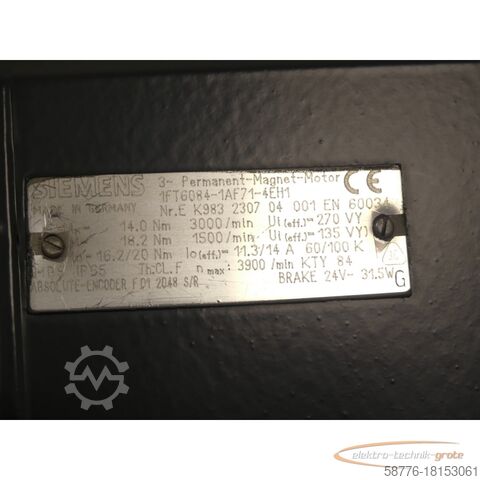 SIEMENS 3~ Permanent-Magnet-Motor CE
1FT6084-1AF71-4EH1
MADE IN GERMANY Nr.E K983 2307 04 001 EN 60034
14.0 Nm 3000/min UI(eff.)= 270 VY
18.2 Nm 1500/min UI(eff.)= 135 VY
16.2/20 Nm Io(eff.)= 11.3/14 A 60/100 K
Th.CL.F n max: 3900 /min KTY 84
ABSOLUTE-ENCODER F01 2048 S/R BRAKE 24V- 31.5W G
elektro-technik-grote
58776-18153061